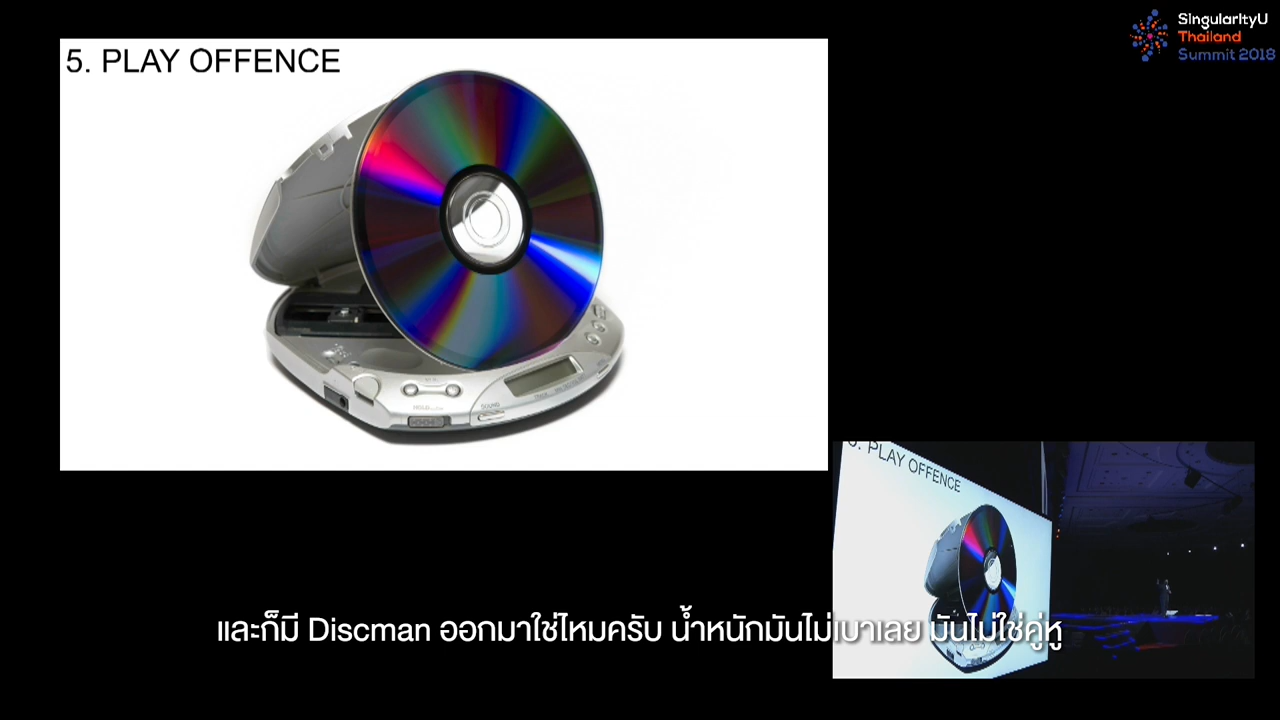 SingularityU
Thailand
Summit 2018
5. PLAY OFFENCE
PLAY OFFENCE
และก็มี Discman ออกมาใช่ไหมครับ น้ำหนักมันไม่เบาเลย มันไม่ใช่คู่หู